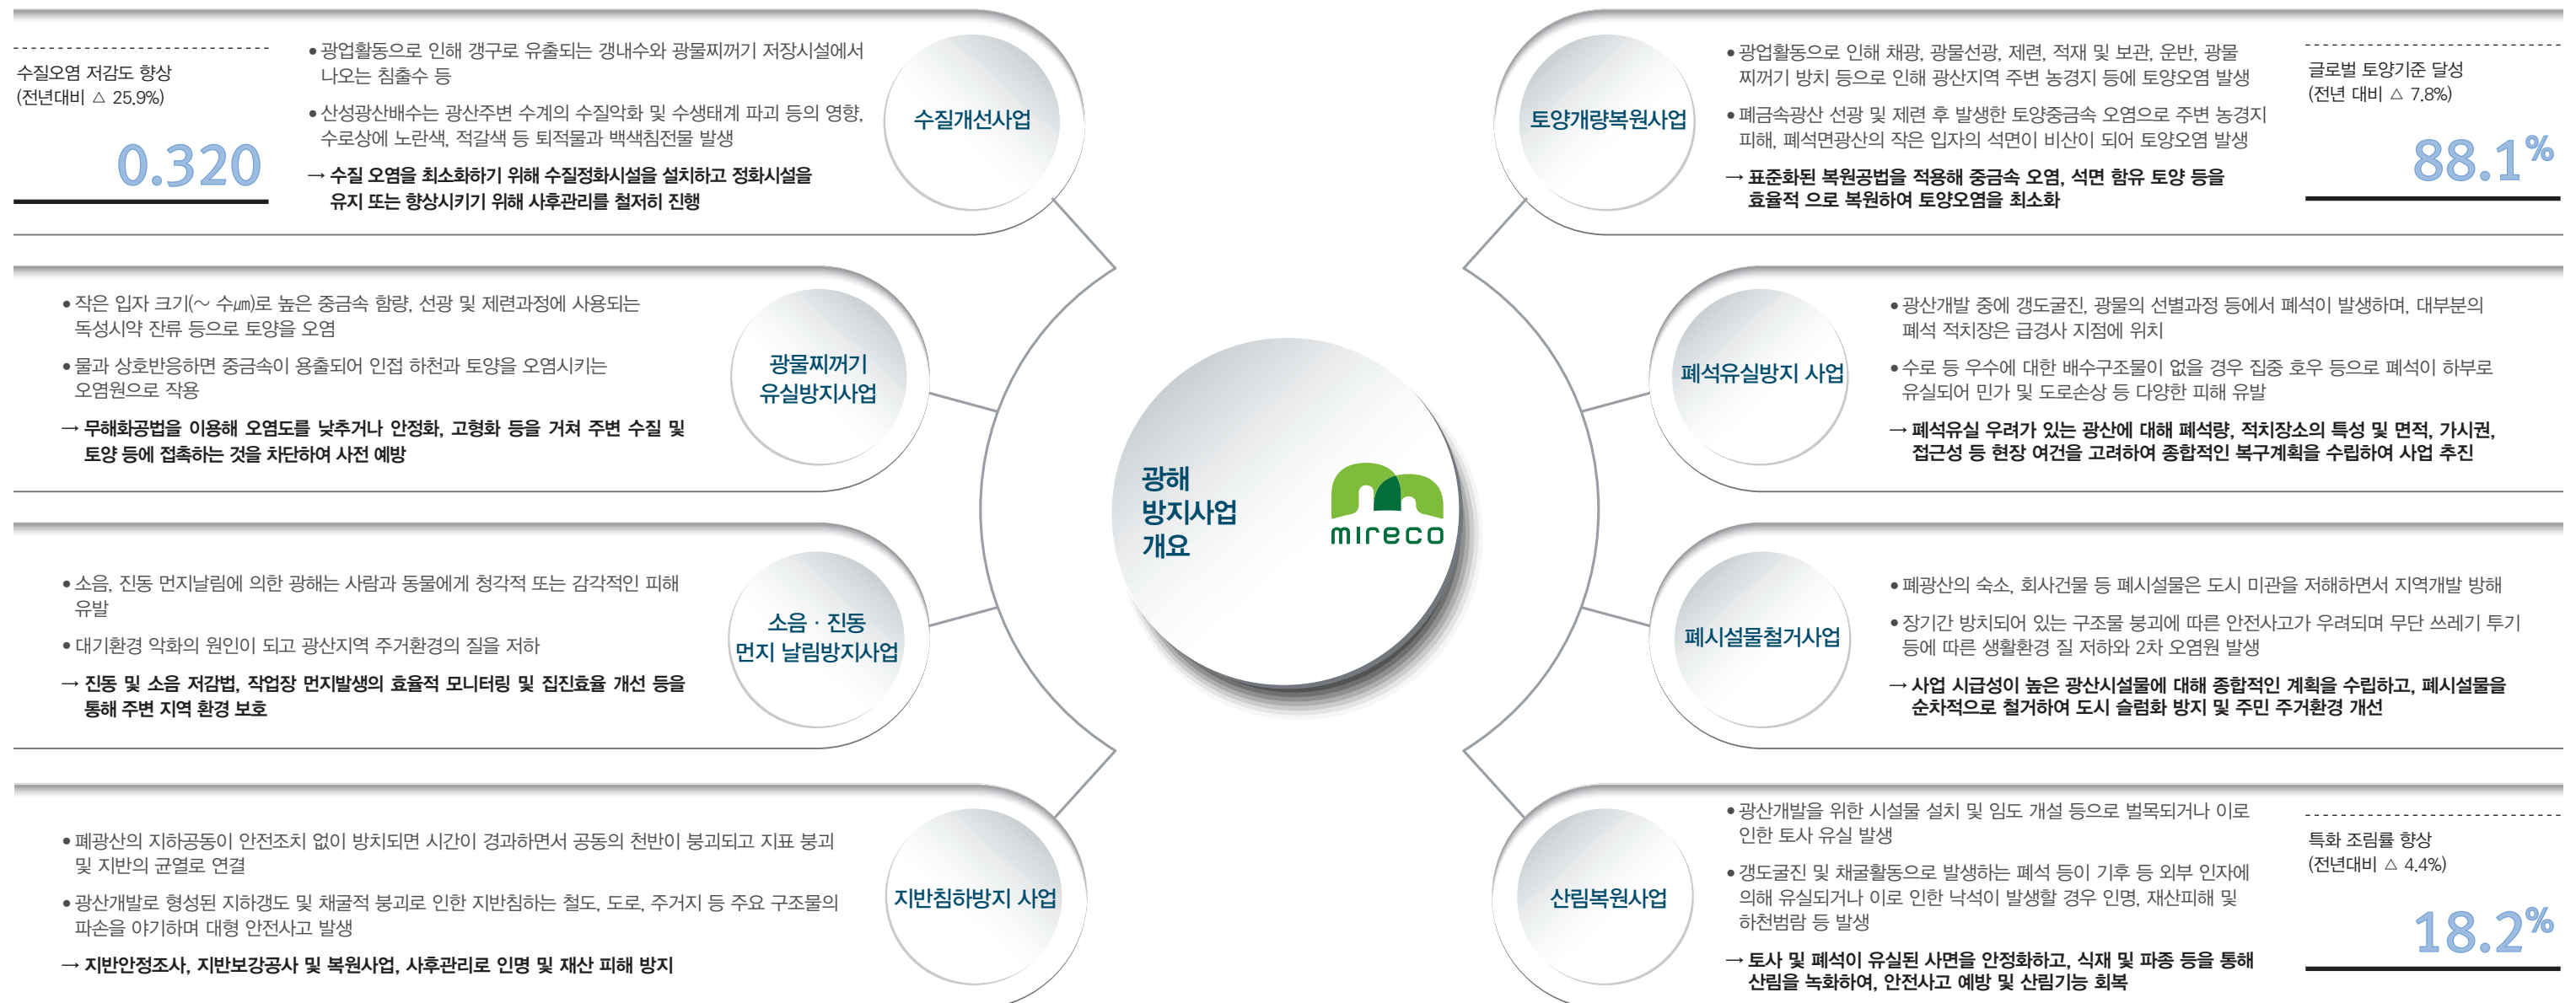 수질오염 저감도 향상
(전년대비 △ 25.9%)
0.320
• 광업활동으로 인해 갱구로 유출되는 갱내수와 광물찌꺼기 저장시설에서
나오는 침출수 등
• 산성광산배수는 광산주변 수계의 수질악화 및 수생태계 파괴 등의 영향,
수로상에 노란색, 적갈색 등 퇴적물과 백색침전물 발생
→ 수질 오염을 최소화하기 위해 수질정화시설을 설치하고 정화시설을
유지 또는 향상시키기 위해 사후관리를 철저히 진행
수질개선사업
• 작은 입자 크기(~ 수㎛)로 높은 중금속 함량, 선광 및 제련과정에 사용되는
독성시약 잔류 등으로 토양을 오염
• 물과 상호반응하면 중금속이 용출되어 인접 하천과 토양을 오염시키는
오염원으로 작용
→ 무해화공법을 이용해 오염도를 낮추거나 안정화, 고형화 등을 거쳐 주변 수질 및
토양 등에 접촉하는 것을 차단하여 사전 예방
광물찌꺼기
유실방지사업
• 소음, 진동 먼지날림에 의한 광해는 사람과 동물에게 청각적 또는 감각적인 피해
유발
• 대기환경 악화의 원인이 되고 광산지역 주거환경의 질을 저하
→ 진동 및 소음 저감법, 작업장 먼지발생의 효율적 모니터링 및 집진효율 개선 등을
통해 주변 지역 환경 보호
소음 · 진동
먼지 날림방지사업
• 폐광산의 지하공동이 안전조치 없이 방치되면 시간이 경과하면서 공동의 천반이 붕괴되고 지표 붕괴
및 지반의 균열로 연결
• 광산개발로 형성된 지하갱도 및 채굴적 붕괴로 인한 지반침하는 철도, 도로, 주거지 등 주요 구조물의
파손을 야기하며 대형 안전사고 발생
→ 지반안정조사, 지반보강공사 및 복원사업, 사후관리로 인명 및 재산 피해 방지
지반침하방지 사업
광해
방지사업
개요
mireco
토양개량복원사업
• 광업활동으로 인해 채광, 광물선광, 제련, 적재 및 보관, 운반, 광물
찌꺼기 방치 등으로 인해 광산지역 주변 농경지 등에 토양오염 발생
• 폐금속광산 선광 및 제련 후 발생한 토양중금속 오염으로 주변 농경지
피해, 폐석면광산의 작은 입자의 석면이 비산이 되어 토양오염 발생
→ 표준화된 복원공법을 적용해 중금속 오염, 석면 함유 토양 등을
효율적 으로 복원하여 토양오염을 최소화
글로벌 토양기준 달성
(전년 대비 △ 7.8%)
88.1%
폐석유실방지 사업
• 광산개발 중에 갱도굴진, 광물의 선별과정 등에서 폐석이 발생하며, 대부분의
폐석 적치장은 급경사 지점에 위치
• 수로 등 우수에 대한 배수구조물이 없을 경우 집중 호우 등으로 폐석이 하부로
유실되어 민가 및 도로손상 등 다양한 피해 유발
→ 폐석유실 우려가 있는 광산에 대해 폐석량, 적치장소의 특성 및 면적, 가시권,
접근성 등 현장 여건을 고려하여 종합적인 복구계획을 수립하여 사업 추진
폐시설물철거사업
• 폐광산의 숙소, 회사건물 등 폐시설물은 도시 미관을 저해하면서 지역개발 방해
• 장기간 방치되어 있는 구조물 붕괴에 따른 안전사고가 우려되며 무단 쓰레기 투기
등에 따른 생활환경 질 저하와 2차 오염원 발생
→ 사업 시급성이 높은 광산시설물에 대해 종합적인 계획을 수립하고, 폐시설물을
순차적으로 철거하여 도시 슬럼화 방지 및 주민 주거환경 개선
산림복원사업
• 광산개발을 위한 시설물 설치 및 임도 개설 등으로 벌목되거나 이로
인한 토사 유실 발생
• 갱도굴진 및 채굴활동으로 발생하는 폐석 등이 기후 등 외부 인자에
의해 유실되거나 이로 인한 낙석이 발생할 경우 인명, 재산피해 및
하천범람 등 발생
→ 토사 및 폐석이 유실된 사면을 안정화하고, 식재 및 파종 등을 통해
산림을 녹화하여, 안전사고 예방 및 산림기능 회복
특화 조림률 향상
(전년대비 △ 4.4%)
18.2%